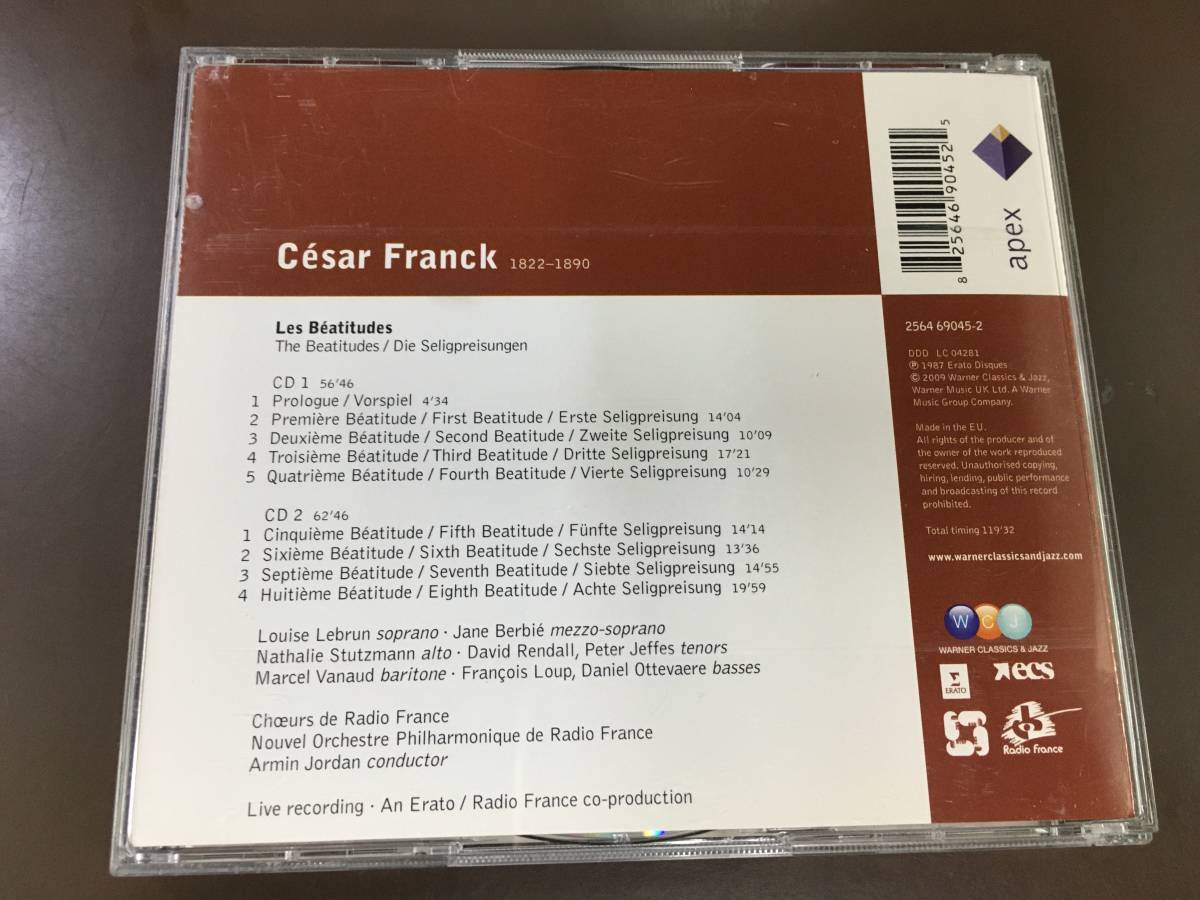 César Franck 1822–1890
Les Béatitudes
The Beatitudes / Die Seligpreisungen
CD 1 56'46
1 Prologue / Vorspiel 4'34
2 Première Béatitude / First Beatitude / Erste Seligpreisung 14'04
3 Deuxième Béatitude / Second Beatitude / Zweite Seligpreisung 10'09
4 Troisième Béatitude / Third Beatitude / Dritte Seligpreisung 17'21
5 Quatrième Béatitude / Fourth Beatitude / Vierte Seligpreisung 10'29
CD 2 62'46
1 Cinquième Béatitude / Fifth Beatitude / Fünfte Seligpreisung 14'14
2 Sixième Béatitude / Sixth Beatitude / Sechste Seligpreisung 13'36
3 Septième Béatitude / Seventh Beatitude / Siebte Seligpreisung 14'55
4 Huitième Béatitude / Eighth Beatitude / Achte Seligpreisung 19'59
Louise Lebrun soprano · Jane Berbié mezzo-soprano
Nathalie Stutzmann alto · David Rendall, Peter Jeffes tenors
Marcel Vanaud baritone · François Loup, Daniel Ottevaere basses
Chœurs de Radio France
Nouvel Orchestre Philharmonique de Radio France
Armin Jordan conductor
Live recording · An Erato / Radio France co-production
8 25646 90452 5
apex
2564 69045-2
DDD LC 04281
℗ 1987 Erato Disques
© 2009 Warner Classics & Jazz,
Warner Music UK Ltd. A Warner
Music Group Company.
Made in the E.U.
All rights of the producer and of
the owner of the work reproduced
reserved. Unauthorised copying,
hiring, lending, public performance
and broadcasting of this record
prohibited.
Total timing 119'32
www.warnerclassicsandjazz.com
W C J
WARNER CLASSICS & JAZZ
ERATO
ecs
Radio France